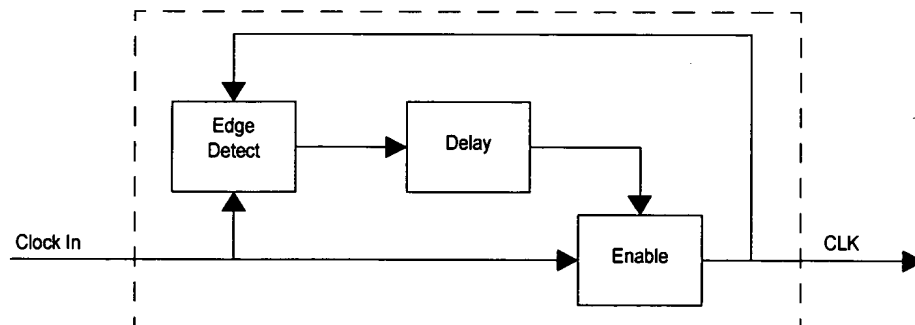 Edge
Detect
Delay
Clock In
Enable
CLK